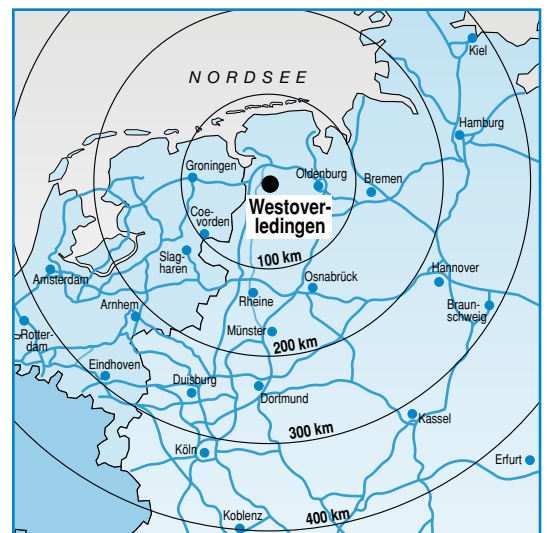 Kiel
NORDSEE
Hamburg
Groningen
Oldenburg
Bremen
Westover-
ledingen
Coe-
vorden
100 km
Slag-
haren
Amsterdam
Osnabrück
Hannover
Rheine
Arnhem
Braun-
schweig
Rotter-
dam
Münster
200 km
Eindhoven
Duisburg
Dortmund
Kassel
300 km
Köln
Erfurt
Koblenz
400 km